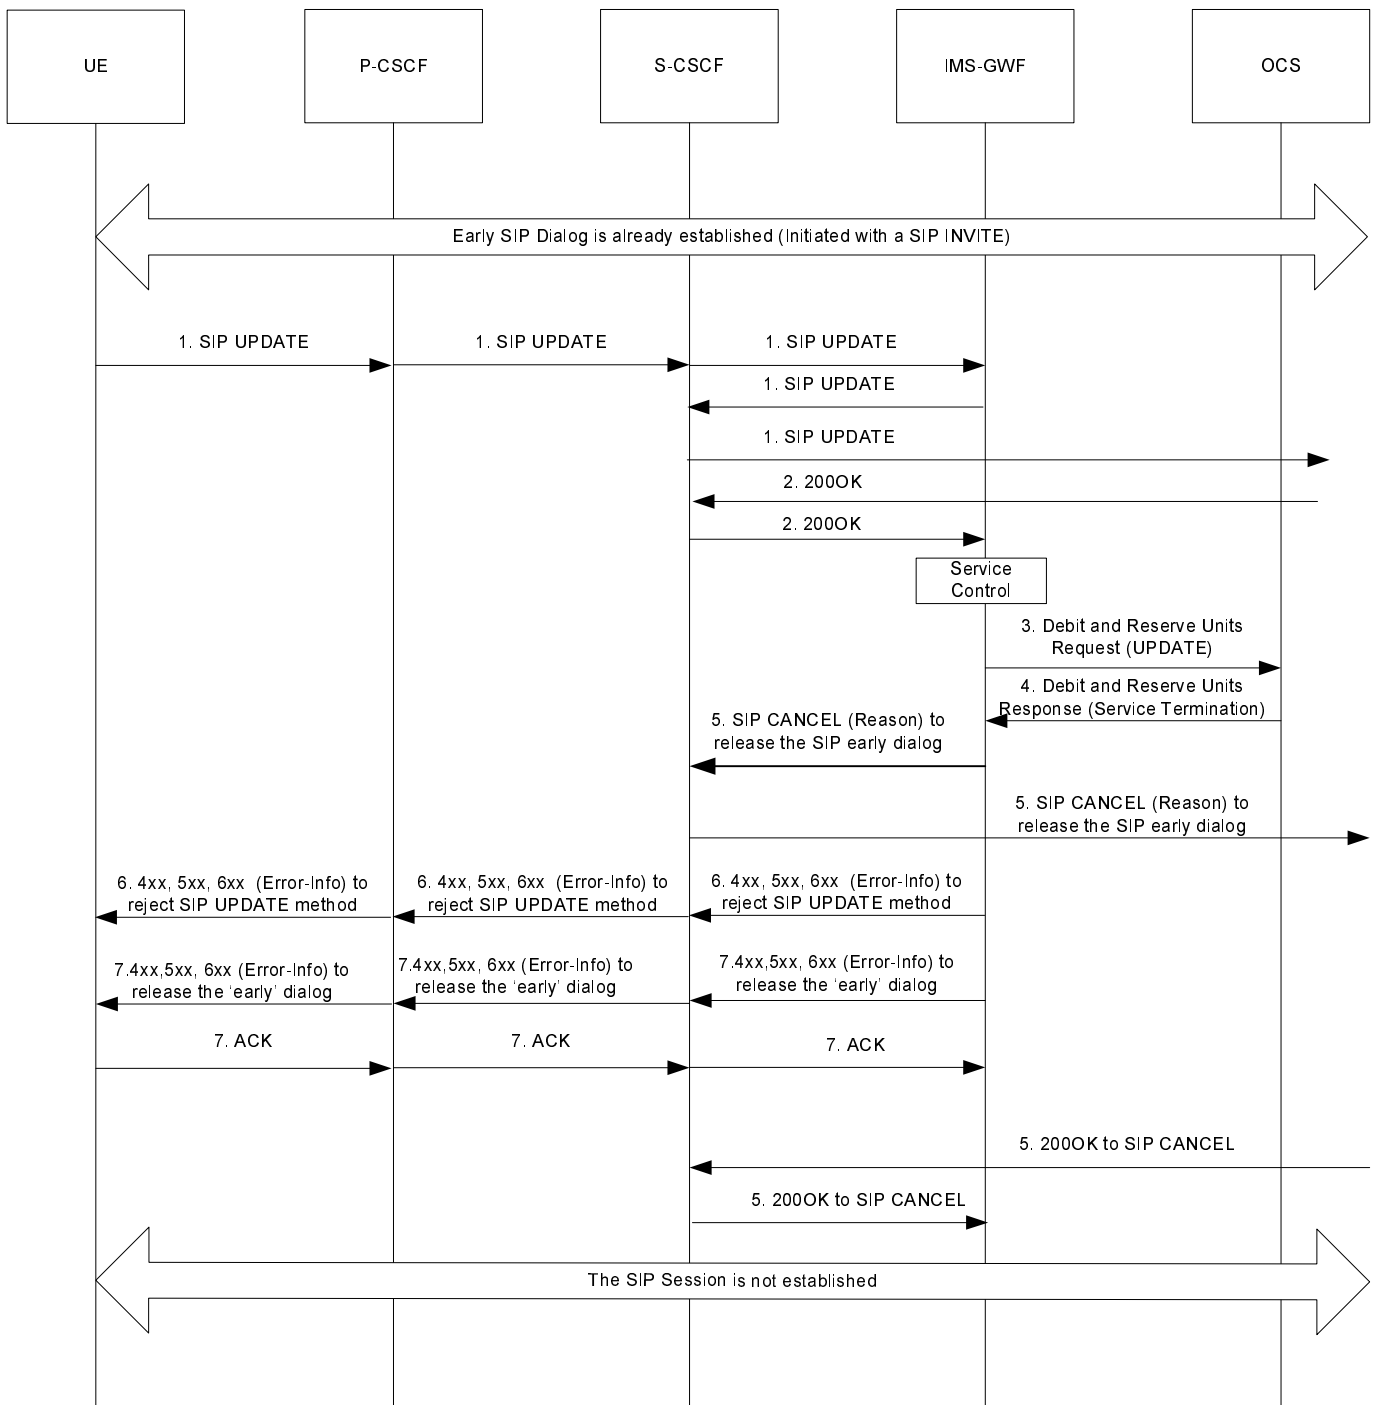 UE
P-CSCF
S-CSCF
IMS-GWF
OCS
Early SIP Dialog is already established (Initiated with a SIP INVITE)
1. SIP UPDATE
1. SIP UPDATE
1. SIP UPDATE
1. SIP UPDATE
1. SIP UPDATE
2. 200OK
2. 200OK
Service
Control
3. Debit and Reserve Units
Request (UPDATE)
4. Debit and Reserve Units
Response (Service Termination)
5. SIP CANCEL (Reason) to
release the SIP early dialog
5. SIP CANCEL (Reason) to
release the SIP early dialog
6. 4xx, 5xx, 6xx  (Error-Info) to
reject SIP UPDATE method
6. 4xx, 5xx, 6xx  (Error-Info) to
reject SIP UPDATE method
6. 4xx, 5xx, 6xx  (Error-Info) to
reject SIP UPDATE method
7.4xx,5xx, 6xx (Error-Info) to
release the ‘early’ dialog
7.4xx,5xx, 6xx (Error-Info) to
release the ‘early’ dialog
7.4xx,5xx, 6xx (Error-Info) to
release the ‘early’ dialog
7. ACK
7. ACK
7. ACK
5. 200OK to SIP CANCEL
5. 200OK to SIP CANCEL
The SIP Session is not established